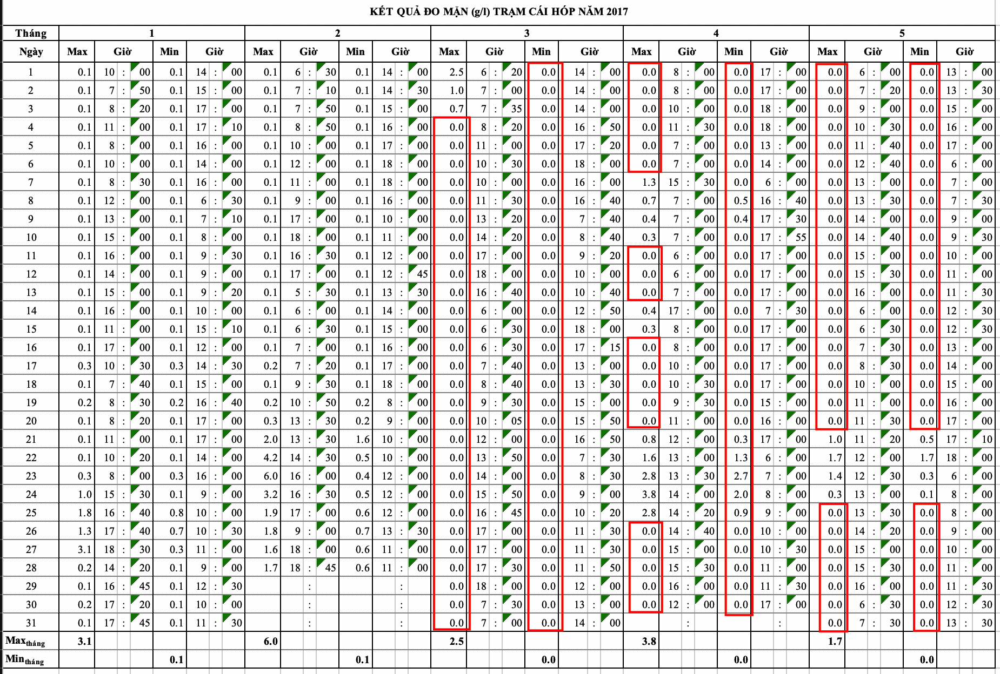 KẾT QUẢ ĐO MẶN (g/l) TRẠM CÁI HÓP NĂM 2017
Tháng 1 2 3 4 5
Ngày Max Giờ Min Giờ Max Giờ Min Giờ Max Giờ Min Giờ Max Giờ Min Giờ Max Giờ Min Giờ
1 0.1 10 : 00 0.1 14 : 00 0.1 6 : 30 0.1 14 : 00 2.5 6 : 20 0.0 14 : 00 0.0 8 : 00 0.0 17 : 00 0.0 6 : 00 0.0 13 : 00
2 0.1 7 : 50 0.1 15 : 00 0.1 7 : 10 0.1 14 : 30 1.0 7 : 00 0.0 14 : 00 0.0 8 : 00 0.0 17 : 00 0.0 7 : 20 0.0 13 : 30
3 0.1 8 : 20 0.1 17 : 00 0.1 7 : 50 0.1 15 : 00 0.7 7 : 35 0.0 14 : 00 0.0 10 : 00 0.0 18 : 00 0.0 9 : 00 0.0 15 : 00
4 0.1 11 : 00 0.1 17 : 10 0.1 8 : 50 0.1 16 : 00 0.0 8 : 20 0.0 16 : 50 0.0 11 : 30 0.0 18 : 00 0.0 10 : 30 0.0 16 : 00
5 0.1 8 : 00 0.1 16 : 00 0.1 10 : 00 0.1 17 : 00 0.0 11 : 00 0.0 17 : 20 0.0 7 : 00 0.0 13 : 00 0.0 11 : 40 0.0 17 : 00
6 0.1 10 : 00 0.1 14 : 00 0.1 12 : 00 0.1 18 : 00 0.0 10 : 30 0.0 18 : 00 0.0 7 : 00 0.0 14 : 00 0.0 12 : 40 0.0 6 : 00
7 0.1 8 : 30 0.1 16 : 00 0.1 11 : 00 0.1 18 : 00 0.0 10 : 00 0.0 16 : 00 1.3 15 : 30 0.0 6 : 00 0.0 13 : 00 0.0 7 : 00
8 0.1 12 : 00 0.1 6 : 30 0.1 9 : 00 0.1 16 : 00 0.0 11 : 30 0.0 16 : 40 0.7 7 : 00 0.5 16 : 40 0.0 13 : 30 0.0 7 : 30
9 0.1 13 : 00 0.1 7 : 10 0.1 17 : 00 0.1 10 : 00 0.0 13 : 20 0.0 7 : 40 0.4 7 : 00 0.4 17 : 30 0.0 14 : 00 0.0 9 : 00
10 0.1 15 : 00 0.1 8 : 00 0.1 18 : 00 0.1 11 : 00 0.0 14 : 20 0.0 8 : 40 0.3 7 : 00 0.0 17 : 55 0.0 14 : 40 0.0 9 : 30
11 0.1 16 : 00 0.1 9 : 30 0.1 16 : 30 0.1 12 : 00 0.0 17 : 00 0.0 9 : 20 0.0 6 : 00 0.0 17 : 00 0.0 15 : 00 0.0 10 : 00
12 0.1 14 : 00 0.1 9 : 00 0.1 17 : 00 0.1 12 : 45 0.0 18 : 00 0.0 10 : 00 0.0 6 : 00 0.0 17 : 00 0.0 15 : 30 0.0 11 : 00
13 0.1 15 : 00 0.1 9 : 20 0.1 5 : 30 0.1 13 : 30 0.0 16 : 40 0.0 10 : 40 0.0 7 : 00 0.0 17 : 00 0.0 16 : 00 0.0 11 : 30
14 0.1 16 : 00 0.1 10 : 00 0.1 6 : 00 0.1 14 : 00 0.0 6 : 00 0.0 12 : 50 0.4 17 : 00 0.0 7 : 30 0.0 6 : 00 0.0 12 : 30
15 0.1 11 : 00 0.1 15 : 10 0.1 6 : 30 0.1 15 : 00 0.0 6 : 30 0.0 18 : 00 0.3 8 : 00 0.0 17 : 00 0.0 6 : 30 0.0 12 : 30
16 0.1 17 : 00 0.1 12 : 00 0.1 7 : 00 0.1 16 : 00 0.0 6 : 30 0.0 17 : 15 0.0 8 : 00 0.0 17 : 00 0.0 7 : 30 0.0 13 : 00
17 0.3 10 : 30 0.3 14 : 30 0.2 7 : 20 0.1 17 : 00 0.0 7 : 40 0.0 13 : 00 0.0 10 : 00 0.0 17 : 00 0.0 8 : 30 0.0 14 : 00
18 0.1 7 : 40 0.1 15 : 00 0.1 9 : 30 0.1 18 : 00 0.0 8 : 40 0.0 13 : 30 0.0 10 : 30 0.0 17 : 00 0.0 10 : 00 0.0 15 : 00
19 0.2 8 : 30 0.2 16 : 40 0.2 10 : 50 0.2 8 : 00 0.0 9 : 30 0.0 15 : 00 0.0 9 : 30 0.0 15 : 00 0.0 11 : 00 0.0 16 : 00
20 0.1 8 : 20 0.1 17 : 00 0.3 13 : 30 0.2 9 : 00 0.0 10 : 05 0.0 15 : 50 0.0 11 : 00 0.0 16 : 00 0.0 11 : 30 0.0 17 : 00
21 0.1 11 : 00 0.1 17 : 00 2.0 13 : 30 1.6 10 : 00 0.0 12 : 00 0.0 16 : 50 0.8 12 : 00 0.3 17 : 00 1.0 11 : 20 0.5 17 : 10
22 0.1 10 : 20 0.1 14 : 00 4.2 14 : 30 0.5 10 : 00 0.0 13 : 50 0.0 7 : 30 1.6 13 : 00 1.3 6 : 00 1.7 12 : 00 1.7 18 : 00
23 0.3 8 : 00 0.3 16 : 00 6.0 16 : 00 0.4 12 : 00 0.0 14 : 00 0.0 8 : 30 2.8 13 : 30 2.7 7 : 00 1.4 12 : 30 0.3 6 : 00
24 1.0 15 : 30 0.1 9 : 00 3.2 16 : 30 0.5 12 : 00 0.0 15 : 50 0.0 9 : 00 3.8 14 : 00 2.0 8 : 00 0.3 13 : 00 0.1 8 : 00
25 1.8 16 : 40 0.8 10 : 00 1.9 17 : 00 0.6 12 : 00 0.0 16 : 45 0.0 10 : 20 2.8 14 : 20 0.9 9 : 00 0.0 13 : 30 0.0 8 : 00
26 1.3 17 : 40 0.7 10 : 30 1.8 9 : 00 0.7 13 : 30 0.0 17 : 00 0.0 11 : 30 0.0 14 : 40 0.0 10 : 00 0.0 14 : 20 0.0 9 : 00
27 3.1 18 : 30 0.3 11 : 00 1.6 18 : 00 0.6 11 : 00 0.0 17 : 00 0.0 11 : 30 0.0 15 : 00 0.0 10 : 30 0.0 15 : 00 0.0 10 : 00
28 0.2 14 : 20 0.1 9 : 00 1.7 18 : 45 0.6 11 : 00 0.0 17 : 30 0.0 11 : 50 0.0 15 : 30 0.0 11 : 00 0.0 15 : 30 0.0 11 : 00
29 0.1 16 : 45 0.1 12 : 30 : : 0.0 18 : 00 0.0 12 : 00 0.0 16 : 00 0.0 11 : 30 0.0 16 : 00 0.0 11 : 30
30 0.2 17 : 20 0.1 10 : 00 : : 0.0 7 : 30 0.0 13 : 00 0.0 12 : 00 0.0 17 : 00 0.0 6 : 30 0.0 12 : 30
31 0.1 17 : 45 0.1 11 : 30 : : 0.0 7 : 00 0.0 14 : 00 : : 0.0 7 : 30 0.0 13 : 30
Max tháng 3.1 6.0 2.5 3.8 1.7
Min tháng 0.1 0.1 0.0 0.0 0.0